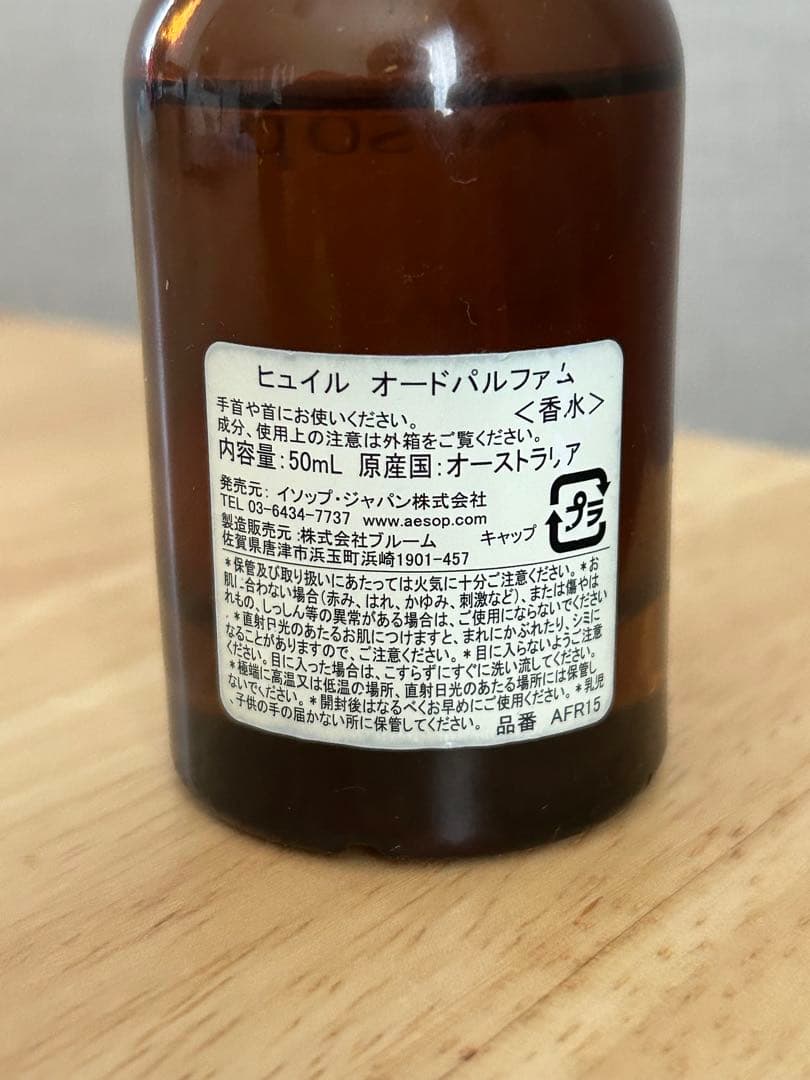 ヒュイル オードパルファム
<香水>
手首や首にお使いください。
成分、使用上の注意は外箱をご覧ください。
内容量:50mL 原産国:オーストラリア
発売元: イソップ・ジャパン株式会社
TEL 03-6434-7737 www.aesop.com
製造販売元:株式会社ブルーム キャップ プラ
佐賀県唐津市浜玉町浜崎1901-457
*保管及び取り扱いにあたっては火気に十分ご注意ください。*お
肌に合わない場合(赤み、はれ、かゆみ、刺激など)、または傷やは
れもの、しっしん等の異常がある場合は、ご使用にならないでください
。*直射日光のあたるお肌につけますと、まれにかぶれたり、シミに
なることがありますので、ご注意ください。*目に入らないようご注意
ください。目に入った場合は、こすらずにすぐに洗い流してください。
*極端に高温又は低温の場所、直射日光のあたる場所には保管し
ないでください。*開封後はなるべくお早めにご使用ください。*乳児
、子供の手の届かない所に保管してください。 品番 AFR15